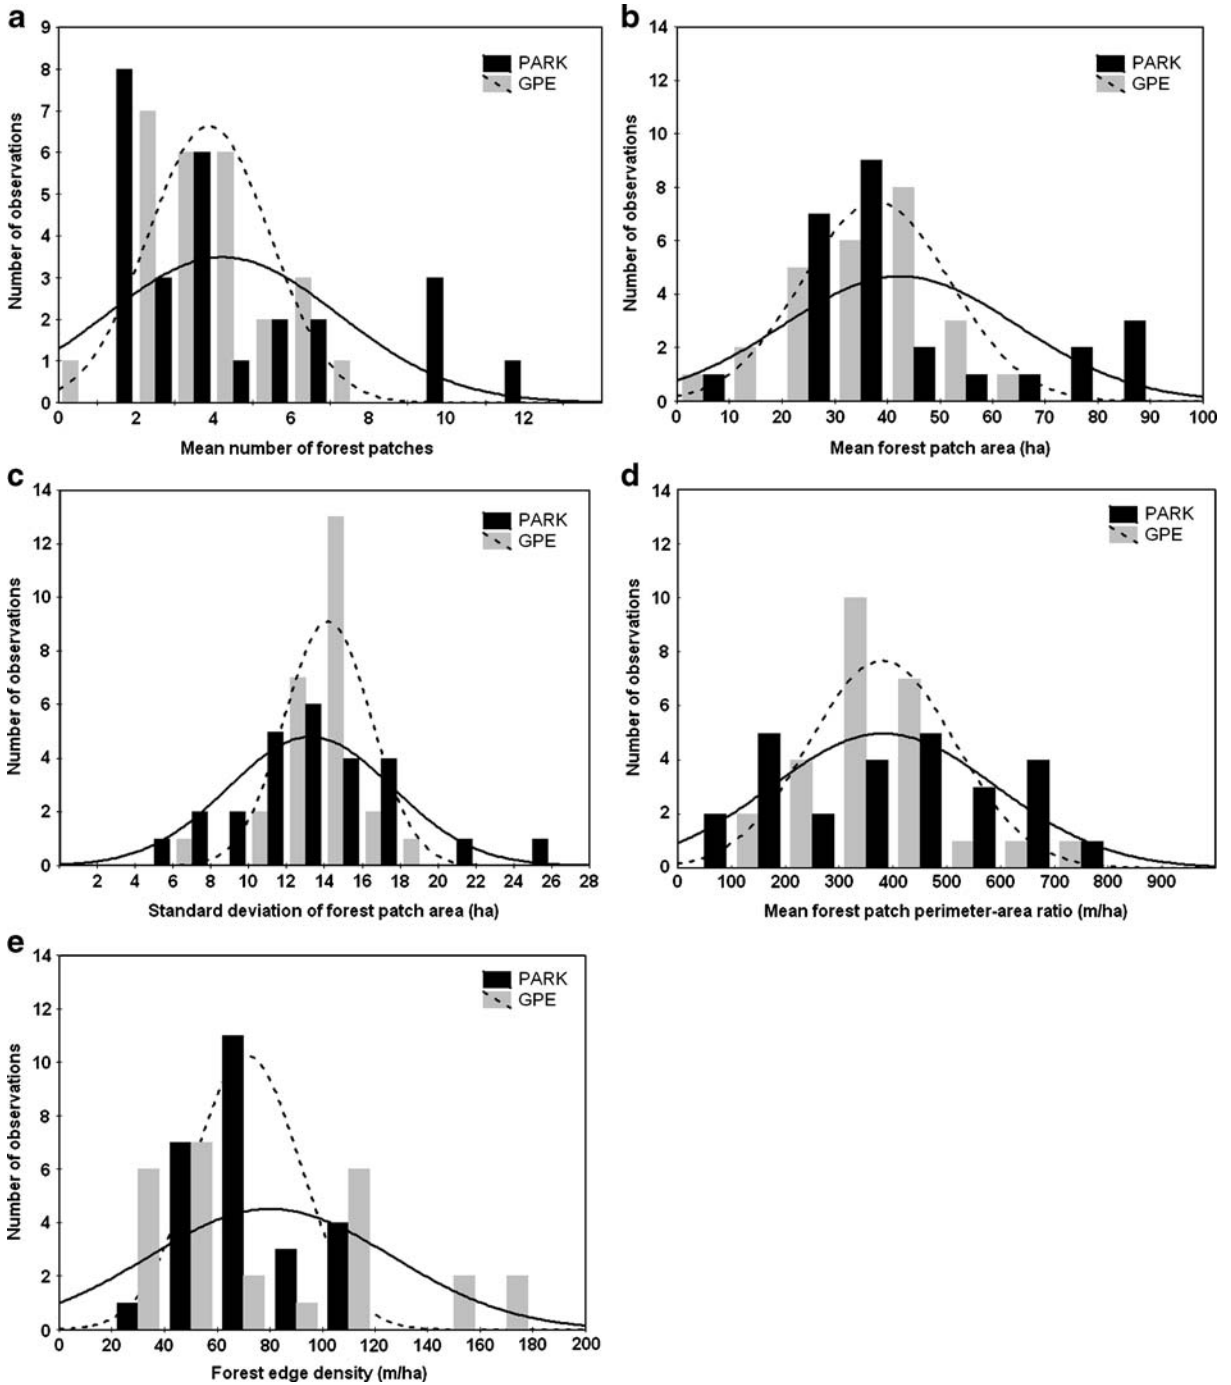 a
9
8
7
6
5
4
3
2
1
0
Number of observations
PARK
GPE
0 2 4 6 8 10 12
Mean number of forest patches
b
14
12
10
8
6
4
2
0
Number of observations
PARK
GPE
0 10 20 30 40 50 60 70 80 90 100
Mean forest patch area (ha)
c
14
12
10
8
6
4
2
0
Number of observations
PARK
GPE
2 4 6 8 10 12 14 16 18 20 22 24 26 28
Standard deviation of forest patch area (ha)
d
14
12
10
8
6
4
2
0
Number of observations
PARK
GPE
0 100 200 300 400 500 600 700 800 900
Mean forest patch perimeter-area ratio (m/ha)
e
14
12
10
8
6
4
2
0
Number of observations
PARK
GPE
0 20 40 60 80 100 120 140 160 180 200
Forest edge density (m/ha)